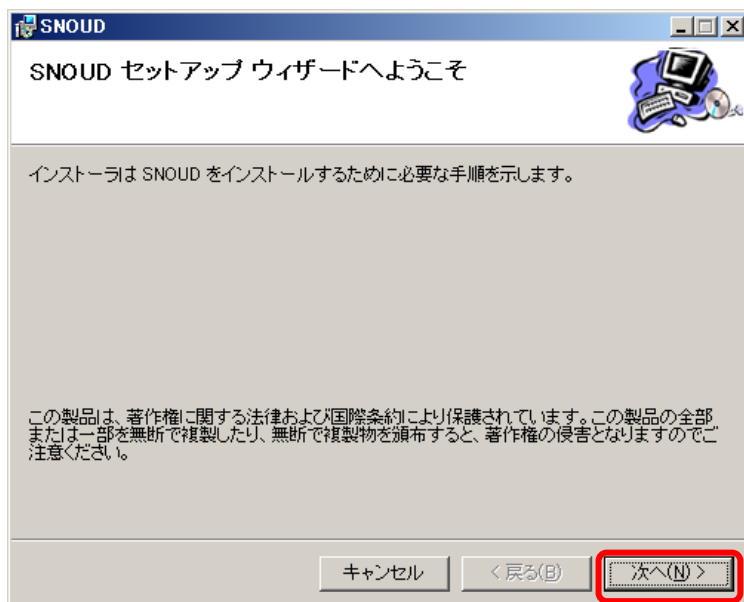 SNOUD
SNOUD セットアップ ウィザードへようこそ
インストーラは SNOUD をインストールするために必要な手順を示します。
この製品は、著作権に関する法律および国際条約により保護されています。この製品の全部
または一部を無断で複製したり、無断で複製物を頒布すると、著作権の侵害となりますのでご
注意ください。
キャンセル
< 戻る(B)
次へ(N) >